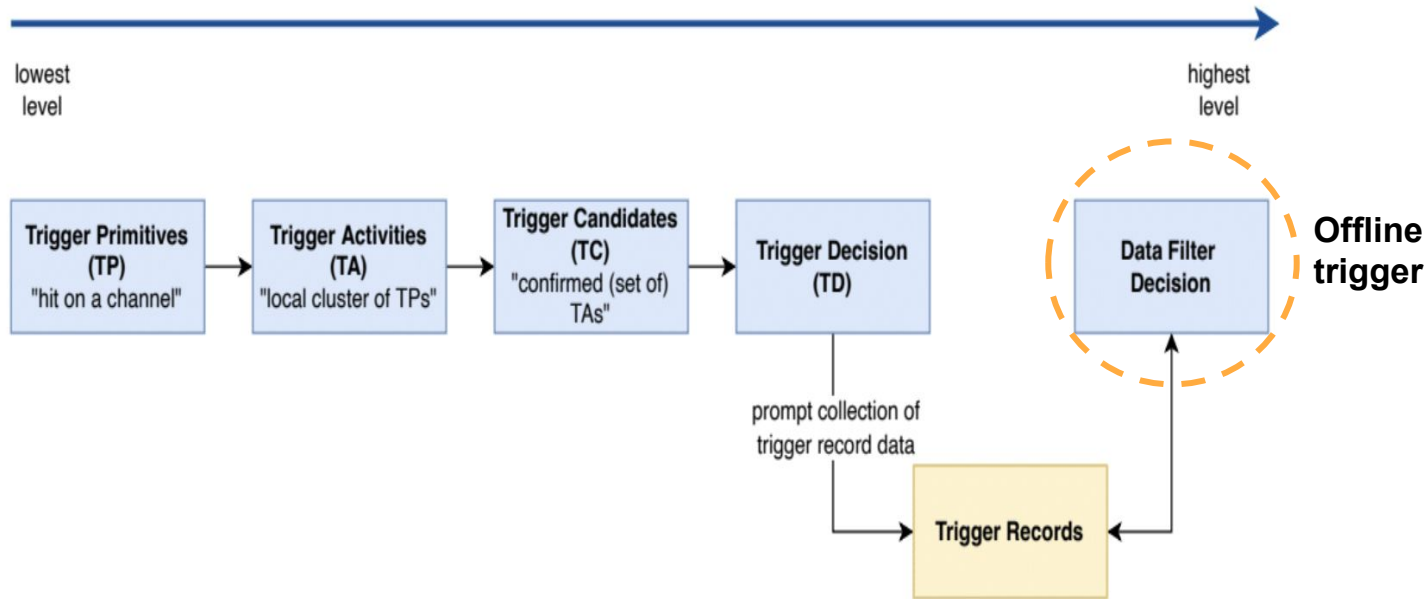 lowest
level
highest
level
Trigger Primitives
(TP)
"hit on a channel"
Trigger Activities
(TA)
"local cluster of TPs"
Trigger Candidates
(TC)
"confirmed (set of)
TAs"
Trigger Decision
(TD)
Data Filter
Decision
Offline
trigger
prompt collection of
trigger record data
Trigger Records